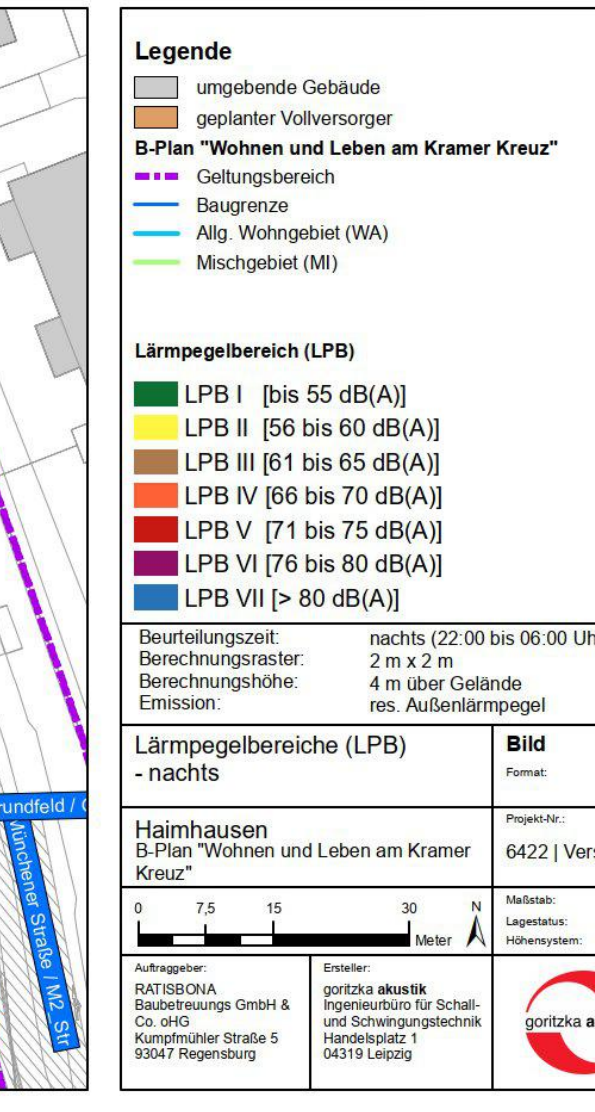 Legende
umgebende Gebäude
geplanter Vollversorger
B-Plan "Wohnen und Leben am Kramer Kreuz"
Geltungsbereich
Baugrenze
Allg. Wohngebiet (WA)
Mischgebiet (MI)
Lärmpegelbereich (LPB)
LPB I [bis 55 dB(A)]
LPB II [56 bis 60 dB(A)]
LPB III [61 bis 65 dB(A)]
LPB IV [66 bis 70 dB(A)]
LPB V [71 bis 75 dB(A)]
LPB VI [76 bis 80 dB(A)]
LPB VII [> 80 dB(A)]
Beurteilungszeit: nachts (22:00 bis 06:00 Uh
Berechnungsraster: 2 m x 2 m
Berechnungshöhe: 4 m über Gelände
Emission: res. Außenlärmpegel
Lärmpegelbereiche (LPB)
- nachts
Bild
Format:
Haimhausen
B-Plan "Wohnen und Leben am Kramer
Kreuz"
Projekt-Nr.:
6422 | Vers
0 7,5 15 30
Meter
N
Maßstab:
Lagestatus:
Höhensystem:
Auftraggeber:
RATISBONA
Baubetreuungs GmbH &
Co. oHG
Kumpfmühler Straße 5
93047 Regensburg
Ersteller:
goritzka akustik
Ingenieurbüro für Schall-
und Schwingungstechnik
Handelsplatz 1
04319 Leipzig
goritzka a
rundfeld /
Münchener Straße / M2_Str